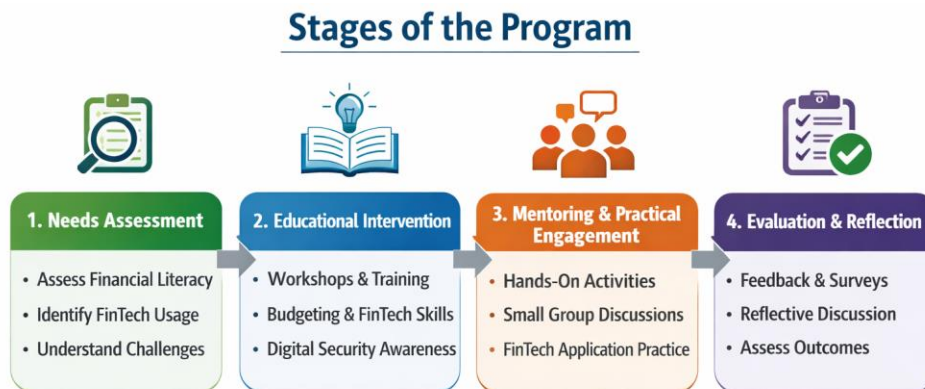 Stages of the Program
1. Needs Assessment
• Assess Financial Literacy
• Identify FinTech Usage
• Understand Challenges
2. Educational Intervention
• Workshops & Training
• Budgeting & FinTech Skills
• Digital Security Awareness
3. Mentoring & Practical
Engagement
• Hands-On Activities
• Small Group Discussions
• FinTech Application Practice
4. Evaluation & Reflection
• Feedback & Surveys
• Reflective Discussion
• Assess Outcomes